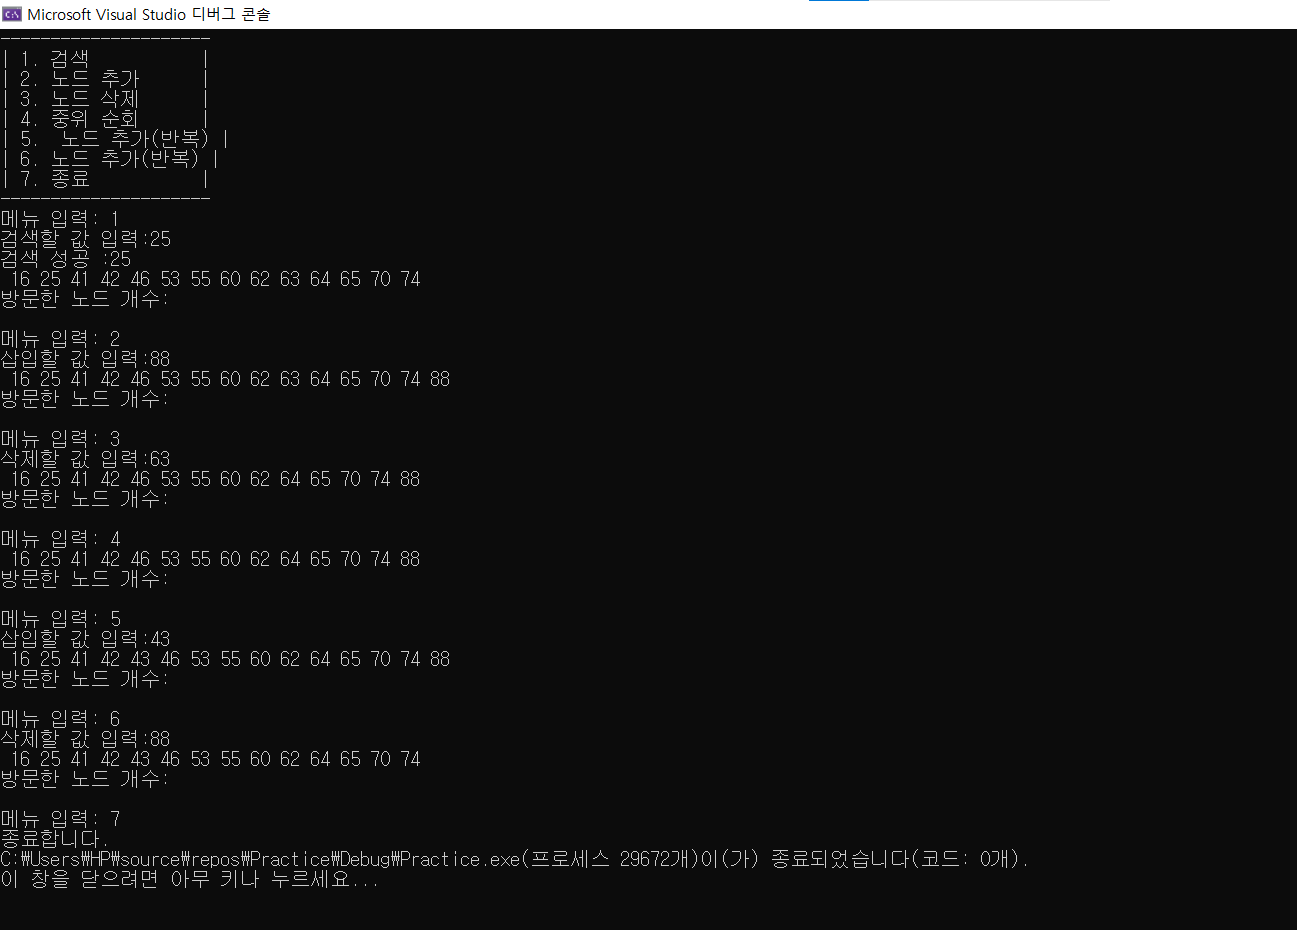 Microsoft Visual Studio 디버그 콘솔
---------------------
| 1. 검색           |
| 2. 노드 추가      |
| 3. 노드 삭제      |
| 4. 중위 순회      |
| 5.  노드 추가(반복) |
| 6. 노드 추가(반복) |
| 7. 종료           |
---------------------
메뉴 입력: 1
검색할 값 입력:25
검색 성공 :25
 16 25 41 42 46 53 55 60 62 63 64 65 70 74
방문한 노드 개수:
메뉴 입력: 2
삽입할 값 입력:88
 16 25 41 42 46 53 55 60 62 63 64 65 70 74 88
방문한 노드 개수:
메뉴 입력: 3
삭제할 값 입력:63
 16 25 41 42 46 53 55 60 62 64 65 70 74 88
방문한 노드 개수:
메뉴 입력: 4
 16 25 41 42 46 53 55 60 62 64 65 70 74 88
방문한 노드 개수:
메뉴 입력: 5
삽입할 값 입력:43
 16 25 41 42 43 46 53 55 60 62 64 65 70 74 88
방문한 노드 개수:
메뉴 입력: 6
삭제할 값 입력:88
 16 25 41 42 43 46 53 55 60 62 64 65 70 74
방문한 노드 개수:
메뉴 입력: 7
종료합니다.
C:₩Users₩HP₩source₩repos₩Practice₩Debug₩Practice.exe(프로세스 29672개)이(가) 종료되었습니다(코드: 0개).
이 창을 닫으려면 아무 키나 누르세요...